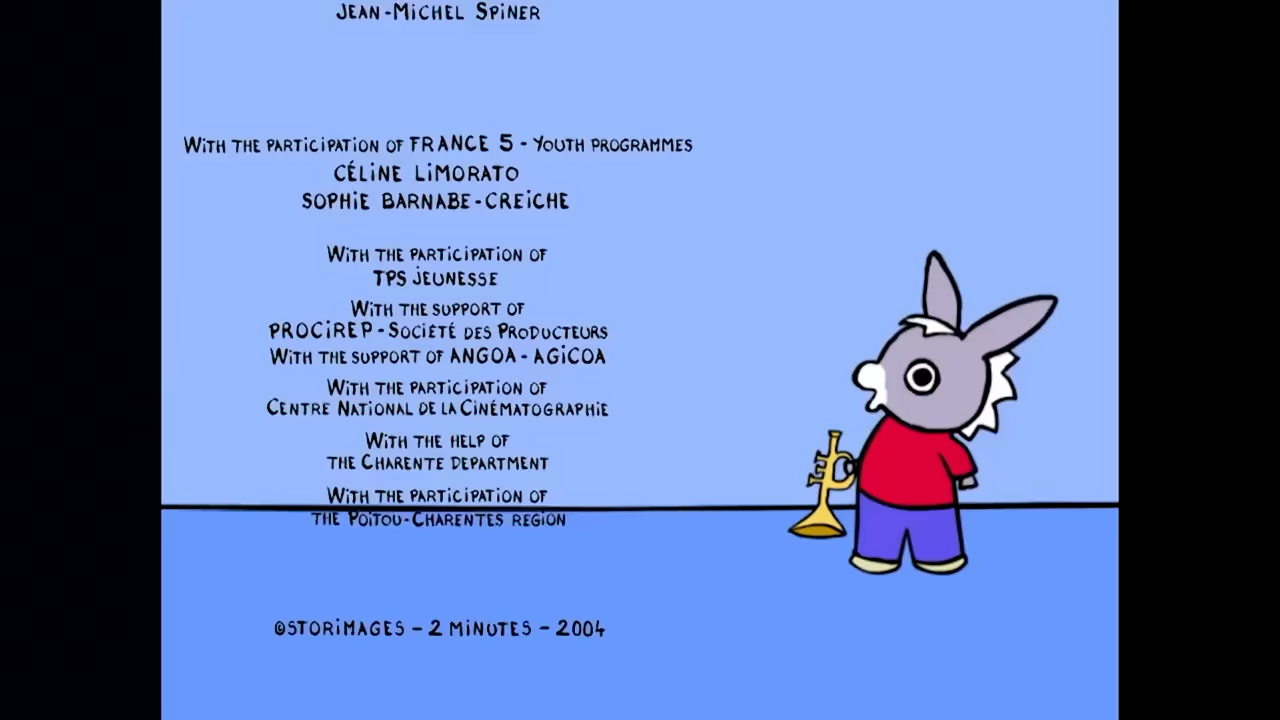 JEAN-MICHEL SPINER
WITH THE PARTICIPATION OF FRANCE 5 - YOUTH PROGRAMMES
CÉLINE LIMORATO
SOPHIE BARNABE-CREICHE
WITH THE PARTICIPATION OF
TPS JEUNESSE
WITH THE SUPPORT OF
PROCIREP - SOCIÉTÉ DES PRODUCTEURS
WITH THE SUPPORT OF ANGOA - AGICOA
WITH THE PARTICIPATION OF
CENTRE NATIONAL DE LA CINÉMATOGRAPHIE
WITH THE HELP OF
THE CHARENTE DEPARTMENT
WITH THE PARTICIPATION OF
THE POITOU-CHARENTES REGION
©STORIMAGES - 2 MINUTES - 2004